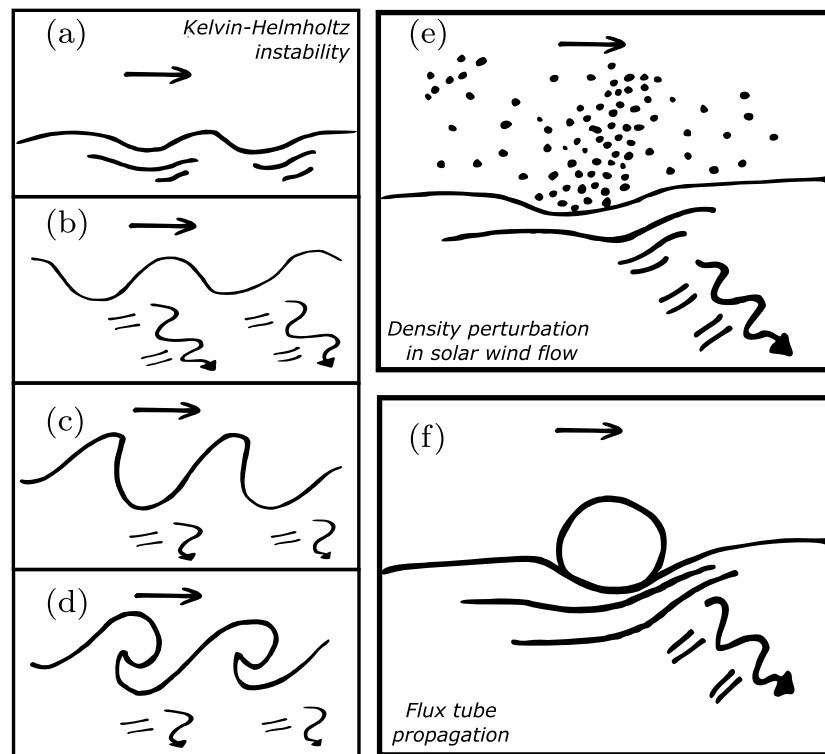 (a)
Kelvin-Helmholtz
instability
(b)
(c)
(d)
(e)
Density perturbation
in solar wind flow
(f)
Flux tube
propagation